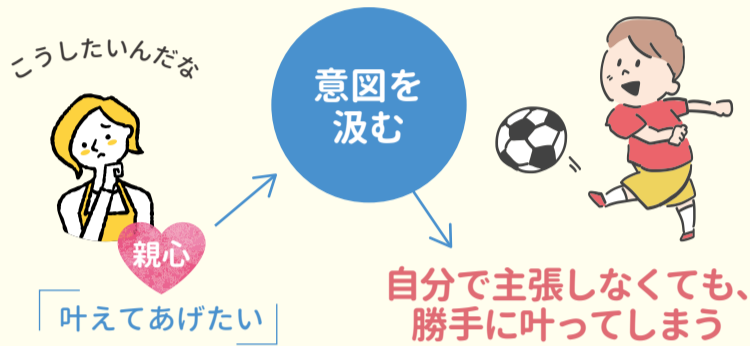 こうしたいんだな
意図を
汲む
親心
「叶えてあげたい」
自分で主張しなくても、
勝手に叶ってしまう